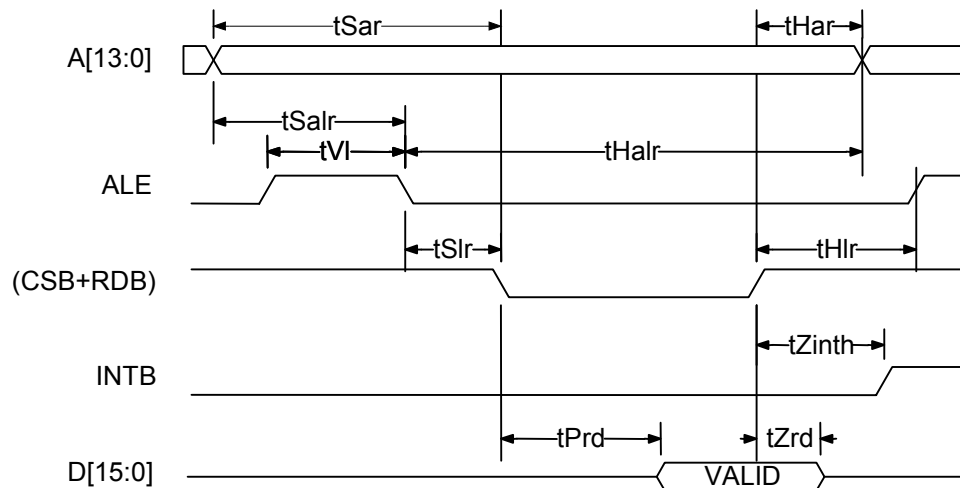 tSar
tHar
A[13:0]
tSalr
tVl
tHalr
ALE
tSlr
tHlr
(CSB+RDB)
tZinth
INTB
tPrd
tZrd
D[15:0]
VALID